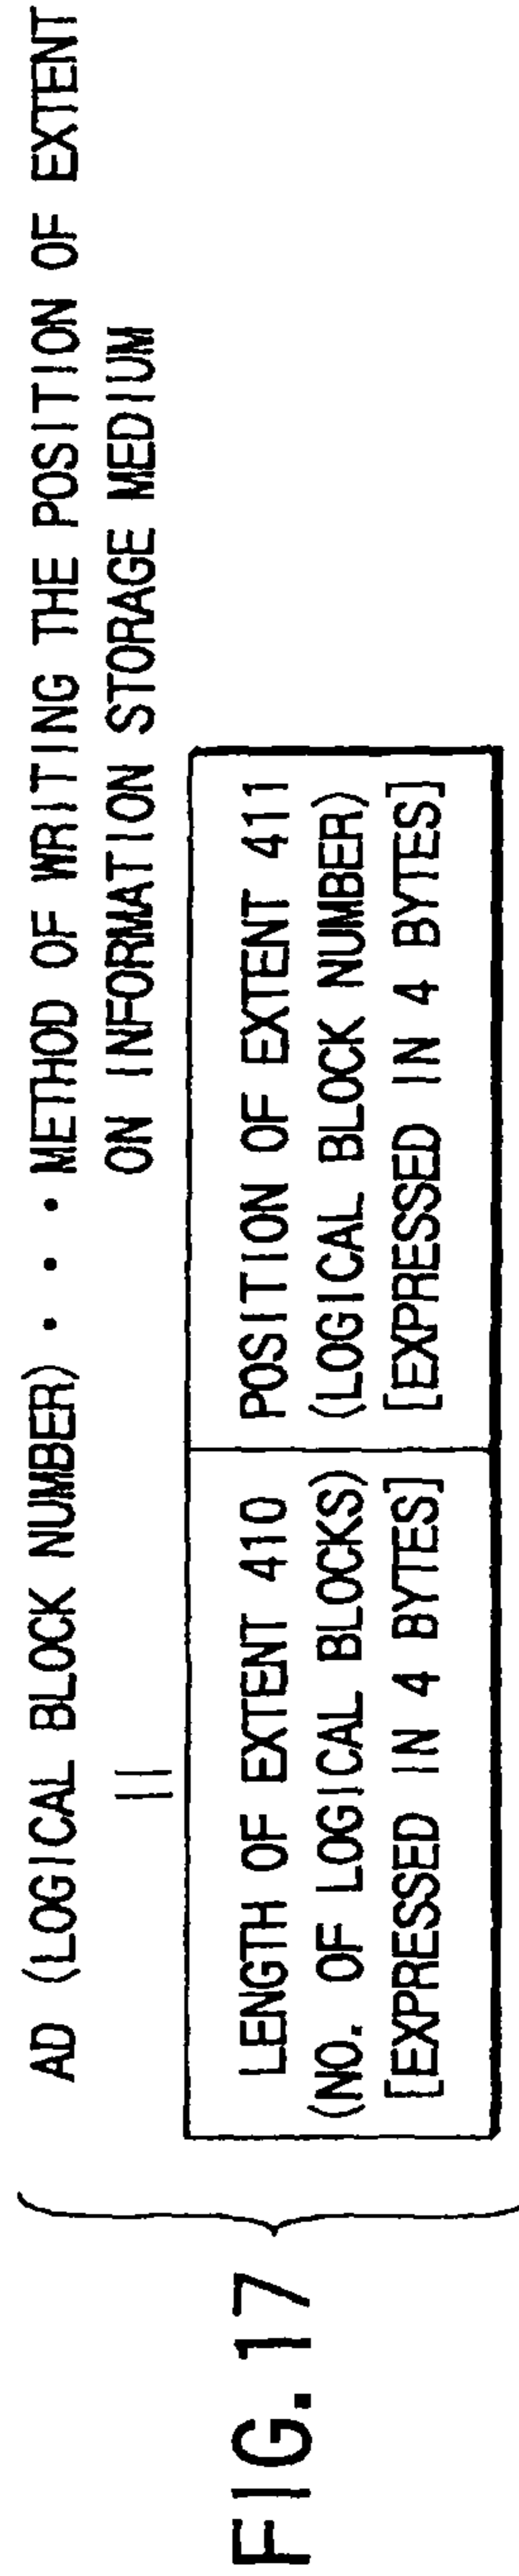 AD (LOGICAL BLOCK NUMBER) • • • METHOD OF WRITING THE POSITION OF EXTENT
ON INFORMATION STORAGE MEDIUM
||
LENGTH OF EXTENT 410
(NO. OF LOGICAL BLOCKS)
[EXPRESSED IN 4 BYTES]
POSITION OF EXTENT 411
(LOGICAL BLOCK NUMBER)
[EXPRESSED IN 4 BYTES]
FIG. 17